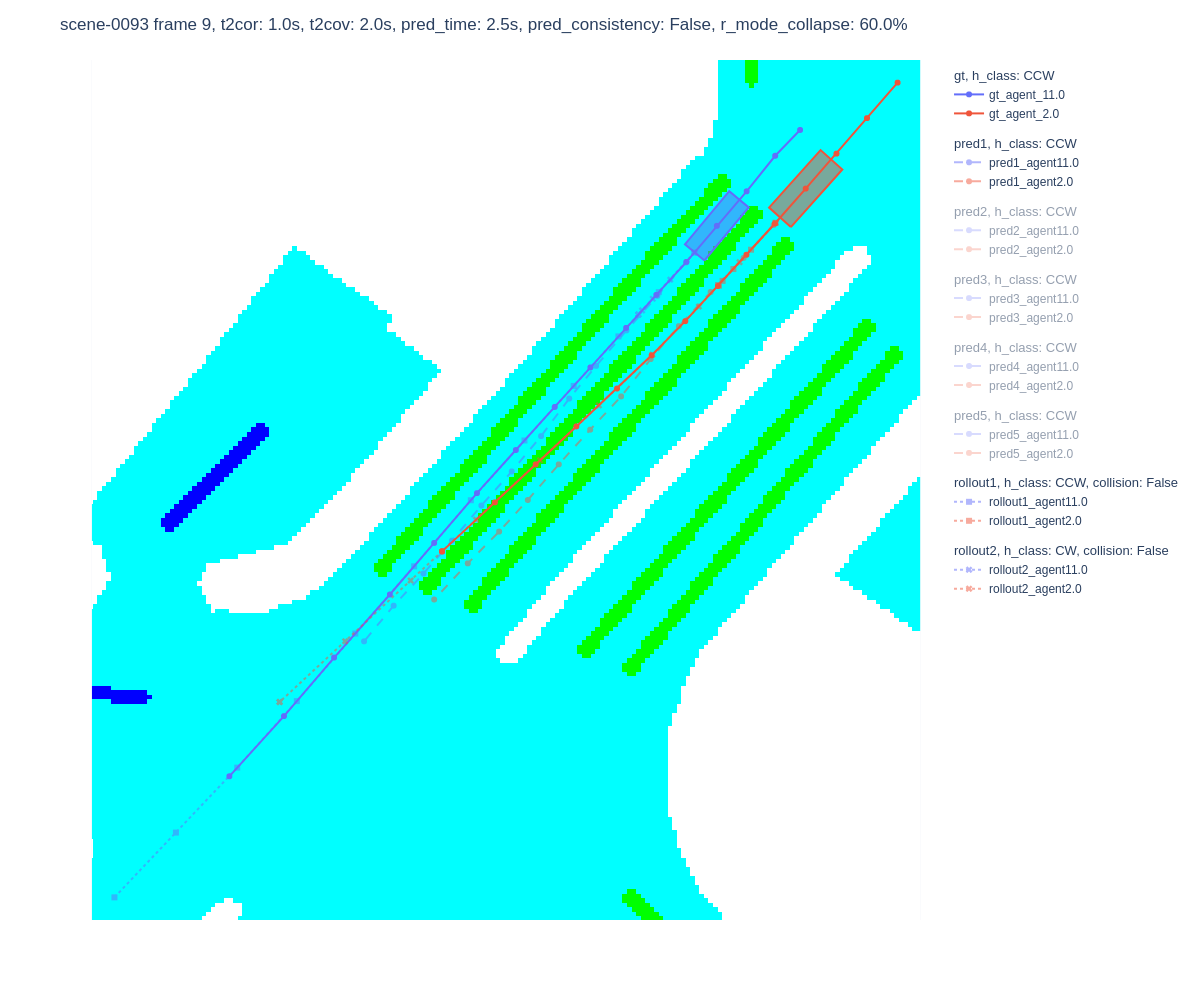 scene-0093 frame 9, t2cor: 1.0s, t2cov: 2.0s, pred_time: 2.5s, pred_consistency: False, r_mode_collapse: 60.0%
gt, h_class: CCW
gt_agent_11.0
gt_agent_2.0
pred1, h_class: CCW
pred1_agent11.0
pred1_agent2.0
pred2, h_class: CCW
pred2_agent11.0
pred2_agent2.0
pred3, h_class: CCW
pred3_agent11.0
pred3_agent2.0
pred4, h_class: CCW
pred4_agent11.0
pred4_agent2.0
pred5, h_class: CCW
pred5_agent11.0
pred5_agent2.0
rollout1, h_class: CCW, collision: False
rollout1_agent11.0
rollout1_agent2.0
rollout2, h_class: CW, collision: False
rollout2_agent11.0
rollout2_agent2.0